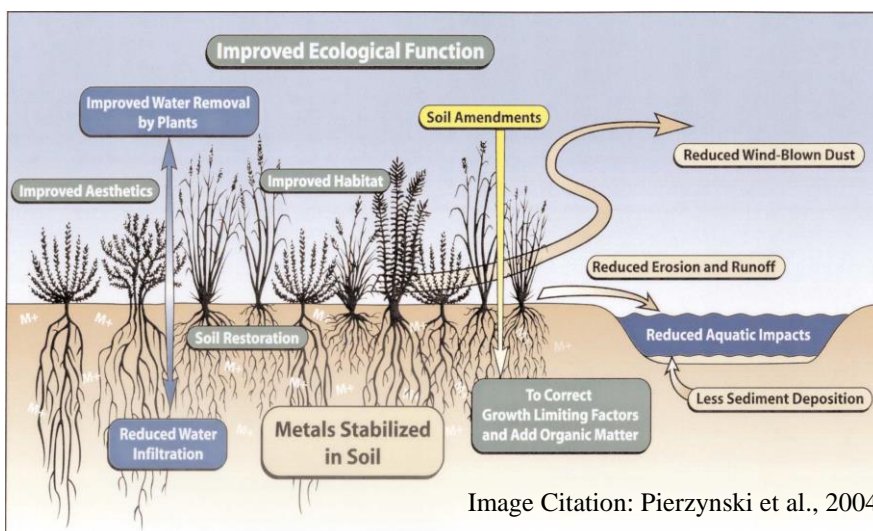 Improved Ecological Function
Improved Water Removal
by Plants
Soil Amendments
Reduced Wind-Blown Dust
Improved Aesthetics
Improved Habitat
Reduced Erosion and Runoff
M+
M+
M+
Soil Restoration
Reduced Aquatic Impacts
M+
M+
M+
To Correct
Growth Limiting Factors
and Add Organic Matter
Less Sediment Deposition
Reduced Water
Infiltration
Metals Stabilized
in Soil
Image Citation: Pierzynski et al., 2004